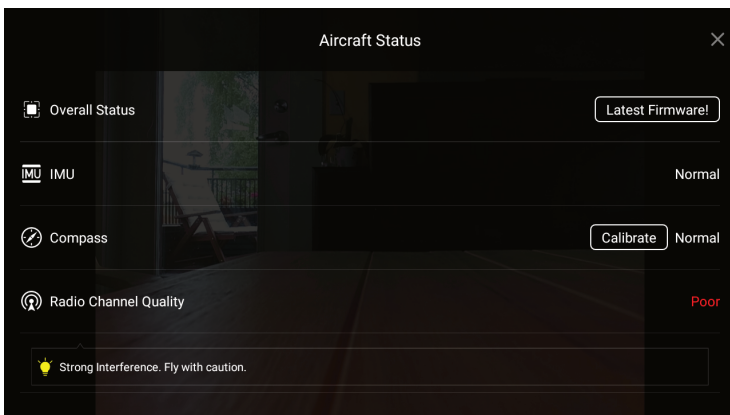 Aircraft Status
Overall Status Latest Firmware!
IMU IMU Normal
Compass Calibrate Normal
Radio Channel Quality Poor
Strong Interference. Fly with caution.